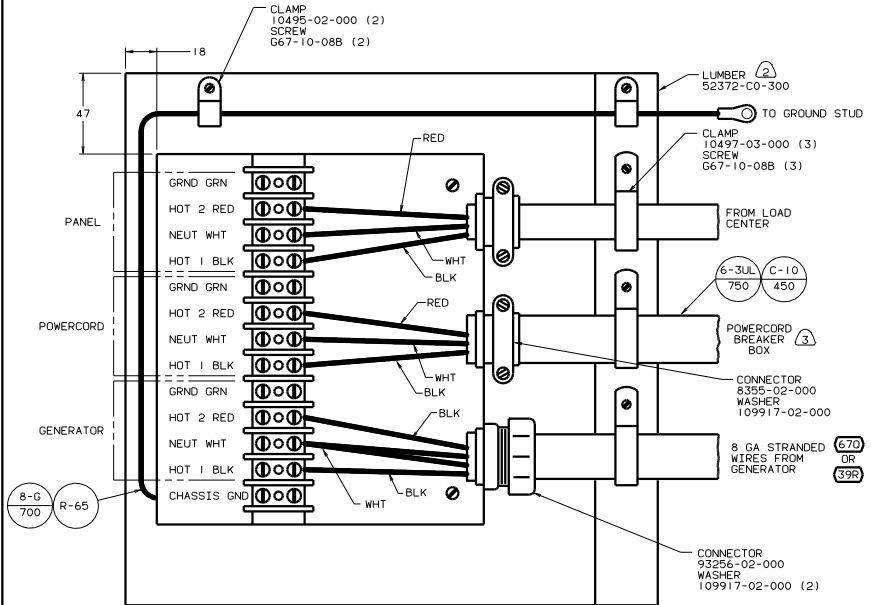 CLAMP
10495-02-000 (2)
SCREW
G67-10-08B (2)
18
47
LUMBER 2
52372-C0-300
TO GROUND STUD
CLAMP
10497-03-000 (3)
SCREW
G67-10-08B (3)
RED
PANEL
GRND GRN
HOT 2 RED
NEUT WHT
HOT 1 BLK
WHT
BLK
FROM LOAD
CENTER
6-3UL
750
C-10
450
POWERCORD
GRND GRN
HOT 2 RED
NEUT WHT
HOT 1 BLK
RED
WHT
BLK
POWERCORD
BREAKER
BOX
3
CONNECTOR
8355-02-000
WASHER
109917-02-000
GENERATOR
GRND GRN
HOT 2 RED
NEUT WHT
HOT 1 BLK
CHASSIS GND
BLK
BLK
WHT
8 GA STRANDED
WIRES FROM
GENERATOR
67Q
OR
39R
8-G
700
R-65
CONNECTOR
93256-02-000
WASHER
109917-02-000 (2)